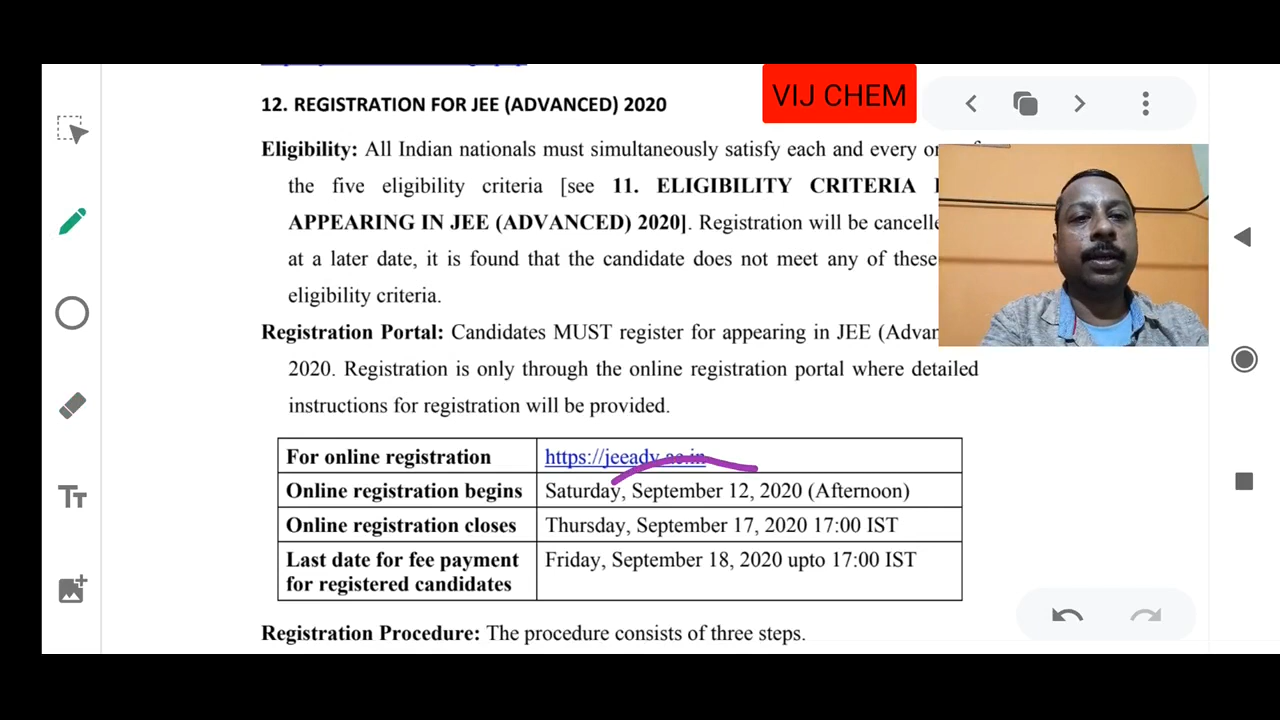 12. REGISTRATION FOR JEE (ADVANCED) 2020
VIJ CHEM
Eligibility: All Indian nationals must simultaneously satisfy each and every
the five eligibility criteria [see 11. ELIGIBILITY CRITERIA
APPEARING IN JEE (ADVANCED) 2020]. Registration will be
at a later date, it is found that the candidate does not meet any of these
eligibility criteria.
Registration Portal: Candidates MUST register for appearing in JEE
2020. Registration is only through the online registration portal where detailed
instructions for registration will be provided.
For online registration https://jeeadv.ac.in
Online registration begins Saturday, September 12, 2020 (Afternoon)
Online registration closes Thursday, September 17, 2020 17:00 IST
Last date for fee payment Friday, September 18, 2020 upto 17:00 IST
for registered candidates
Registration Procedure: The procedure consists of three steps.